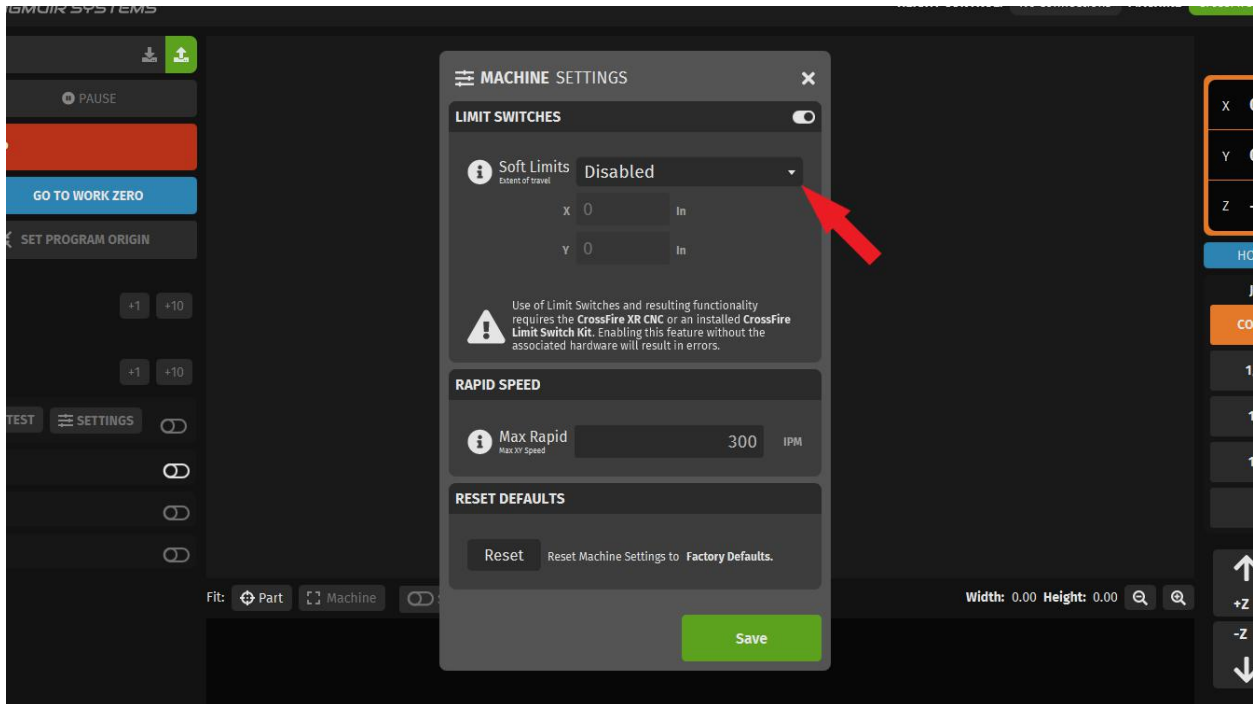 MACHINE SETTINGS
LIMIT SWITCHES
Soft Limits
Extent of travel
Disabled
X 0 In
Y 0 In
Use of Limit Switches and resulting functionality
requires the CrossFire XR CNC or an installed CrossFire
Limit Switch Kit. Enabling this feature without the
associated hardware will result in errors.
RAPID SPEED
Max Rapid
Max XY Speed
300 IPM
RESET DEFAULTS
Reset
Reset Machine Settings to Factory Defaults.
Save
PAUSE
GO TO WORK ZERO
SET PROGRAM ORIGIN
+1 +10
+1 +10
TEST SETTINGS
Fit: Part Machine
Width: 0.00 Height: 0.00
X
Y
Z
+Z
-Z